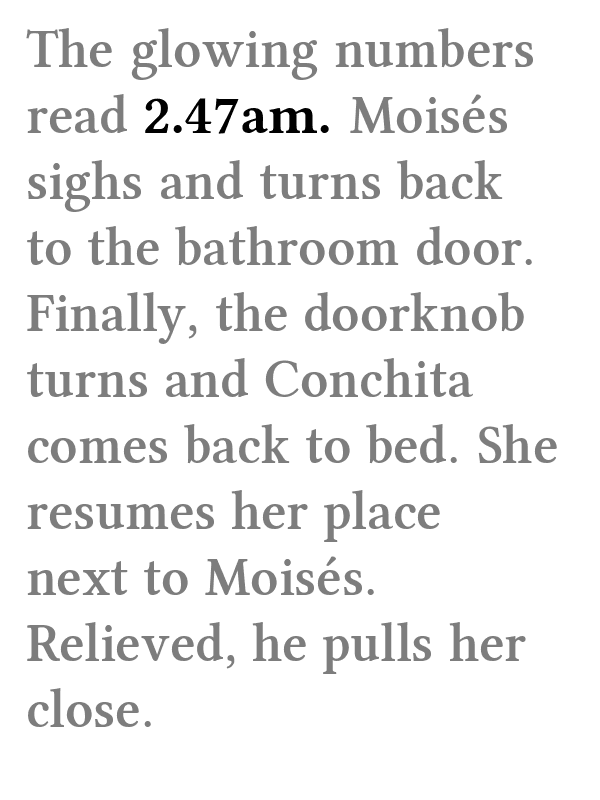 The glowing numbers
read 2.47am. Moisés
sighs and turns back
to the bathroom door.
Finally, the doorknob
turns and Conchita
comes back to bed. She
resumes her place
next to Moisés.
Relieved, he pulls her
close.